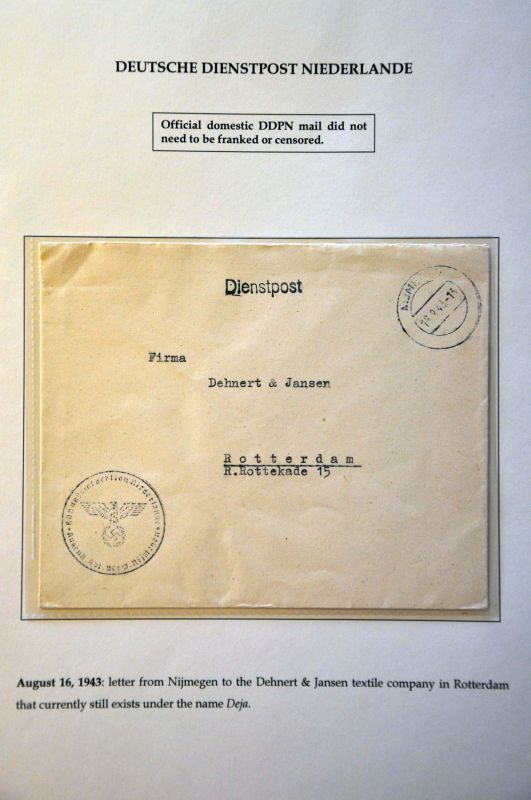 DEUTSCHE DIENSTPOST NIEDERLANDE
Official domestic DDPN mail did not
need to be franked or censored.
Dienstpost
Firma
Dehnert & Jansen
Rotterdam
R.Rottekade 15
August 16, 1943: letter from Nijmegen to the Dehnert & Jansen textile company in Rotterdam
that currently still exists under the name Deja.